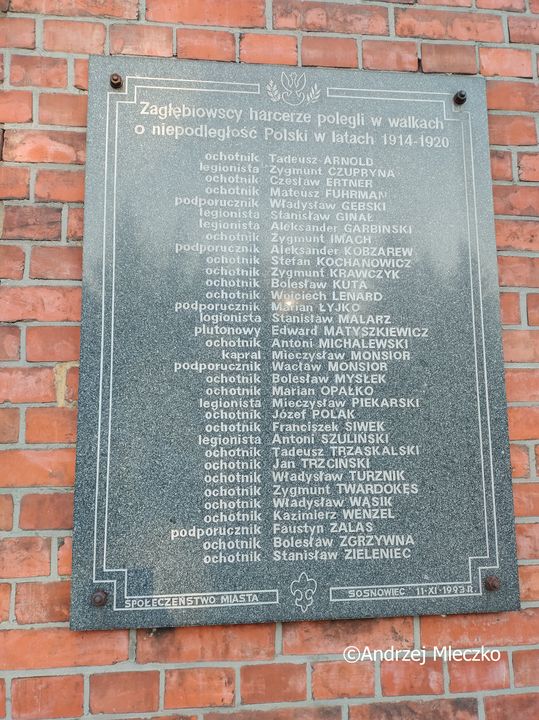 Zagłębiowscy harcerze polegli w walkach
o niepodległość Polski w latach 1914-1920
ochotnik Tadeusz ARNOLD
legionista Zygmunt CZUPRYNA
ochotnik Czesław ERTNER
ochotnik Mateusz FUHRMAN
podporucznik Władysław GĘBSKI
legionista Stanisław GINAŁ
legionista Aleksander GARBIŃSKI
ochotnik Zygmunt IMACH
podporucznik Aleksander KOBZAREW
ochotnik Stefan KOCHANOWICZ
ochotnik Zygmunt KRAWCZYK
ochotnik Bolesław KUTA
ochotnik Wojciech LENARD
podporucznik Marian ŁYJKO
legionista Stanisław MALARZ
plutonowy Edward MATYSZKIEWICZ
ochotnik Antoni MICHALEWSKI
kapral Mieczysław MONSIOR
podporucznik Wacław MONSIOR
ochotnik Bolesław MYSŁEK
ochotnik Marian OPAŁKO
legionista Mieczysław PIEKARSKI
ochotnik Józef POLAK
ochotnik Franciszek SIWEK
legionista Antoni SZULIŃSKI
ochotnik Tadeusz TRZASKALSKI
ochotnik Jan TRZCIŃSKI
ochotnik Władysław TURZNIK
ochotnik Zygmunt TWARDOKĘS
ochotnik Władysław WĄSIK
ochotnik Kazimierz WENZEL
podporucznik Faustyn ZALAS
ochotnik Bolesław ZGRZYWNA
ochotnik Stanisław ZIELENIEC
SPOŁECZEŃSTWO MIASTA SOSNOWIEC 11·XI·1993 R
©Andrzej Mleczko